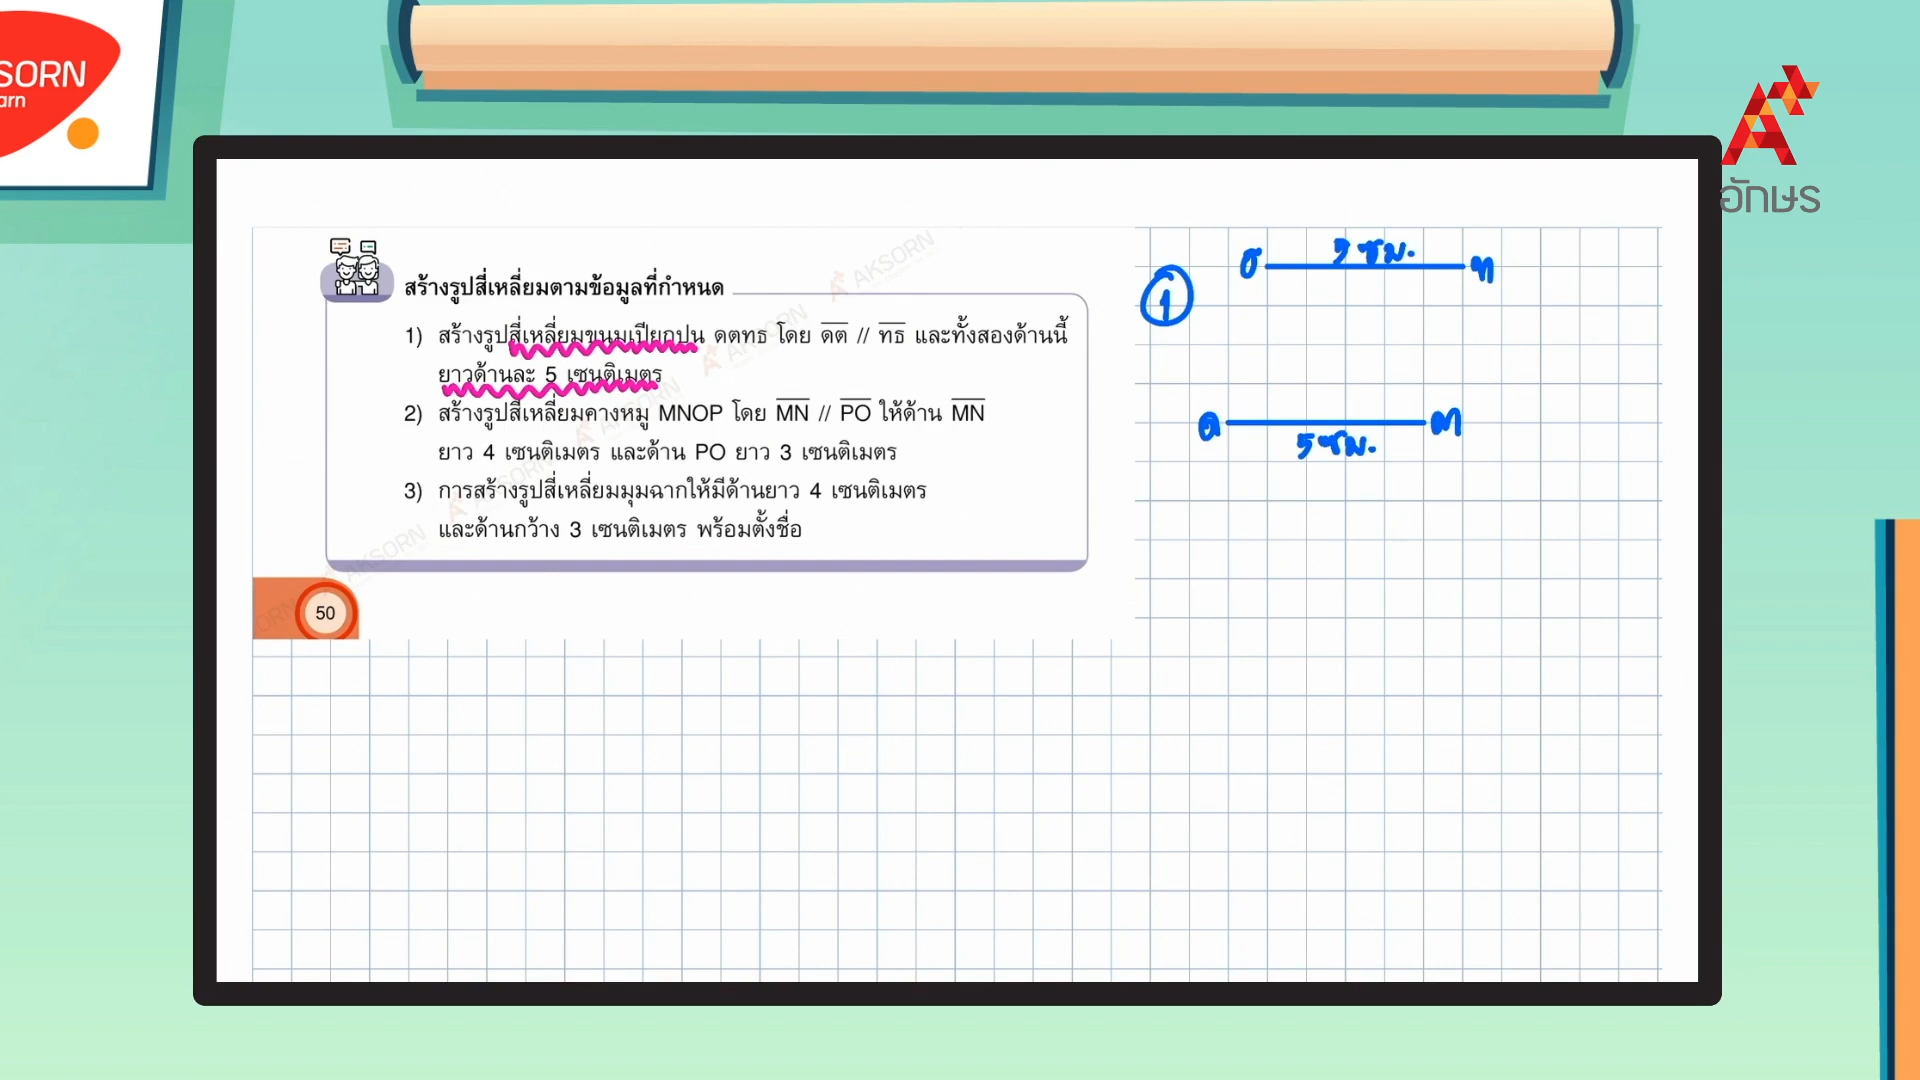 SORN
arn
อักษร
สร้างรูปสี่เหลี่ยมตามข้อมูลที่กำหนด
1) สร้างรูปสี่เหลี่ยมขนมเปียกปูน ดตทธ โดย ดต // ทธ และทั้งสองด้านนี้
ยาวด้านละ 5 เซนติเมตร
2) สร้างรูปสี่เหลี่ยมคางหมู MNOP โดย MN // PO ให้ด้าน MN
ยาว 4 เซนติเมตร และด้าน PO ยาว 3 เซนติเมตร
3) การสร้างรูปสี่เหลี่ยมมุมฉากให้มีด้านยาว 4 เซนติเมตร
และด้านกว้าง 3 เซนติเมตร พร้อมตั้งชื่อ
50
AKSORN
AKSORN
1
ธ 5 ซม. ท
ด ต
5 ซม.